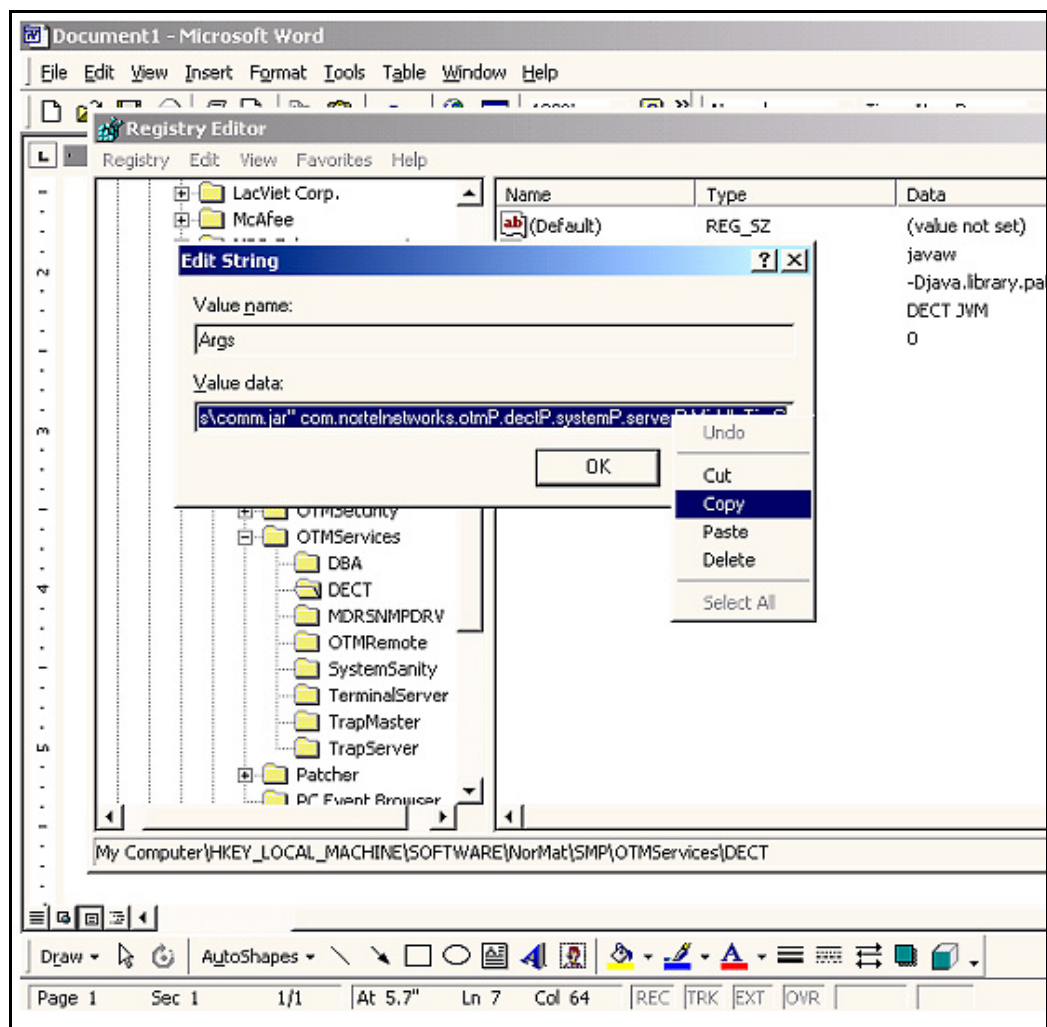 Document1 - Microsoft Word
File Edit View Insert Format Tools Table Window Help
Registry Editor
Registry Edit View Favorites Help
LacViet Corp.
McAfee
Name Type Data
(Default) REG_SZ (value not set)
javaw
-Djava.library.pa
DECT JVM
0
Edit String
Value name:
Args
Value data:
s\comm.jar" com.nortelnetworks.otmP.dectP.systemP.server
OK
Undo
Cut
Copy
Paste
Delete
Select All
OTMSecurity
OTMServices
DBA
DECT
MDRSNMPDRV
OTMRemote
SystemSanity
TerminalServer
TrapMaster
TrapServer
Patcher
PC Event Browser
My Computer\HKEY_LOCAL_MACHINE\SOFTWARE\NorMat\SMP\OTMServices\DECT
Draw AutoShapes
Page 1 Sec 1 1/1 At 5.7" Ln 7 Col 64 REC TRK EXT OVR